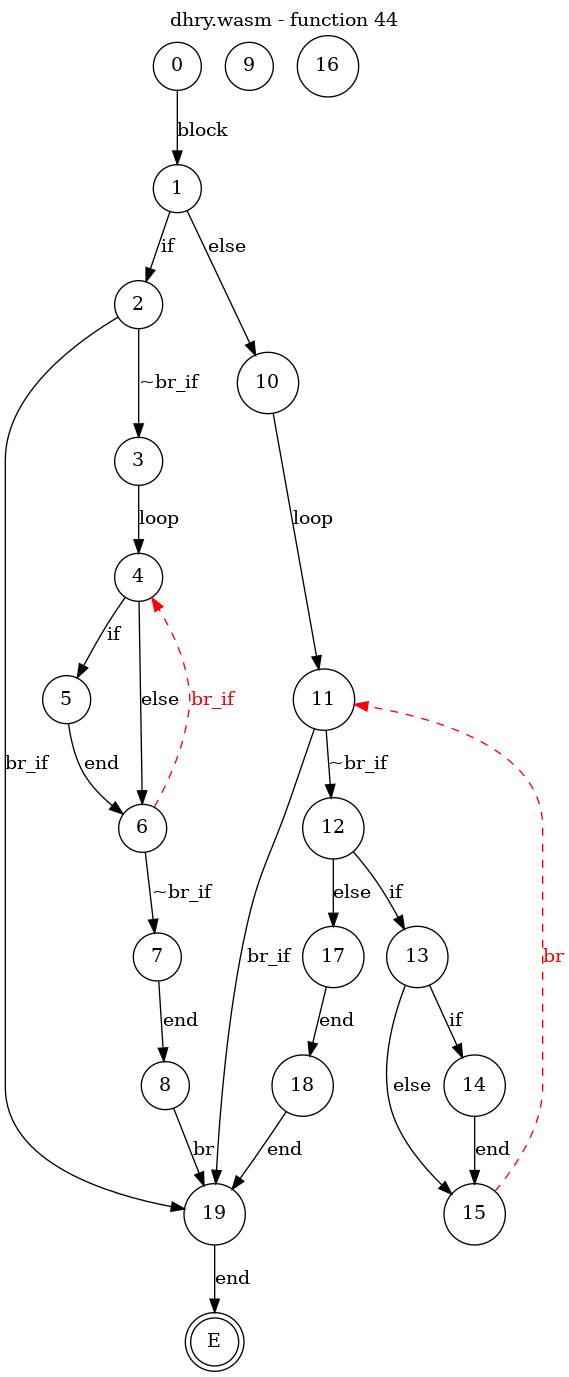 dhry.wasm - function 44
0
9
16
block
1
if
else
2
10
~br_if
3
loop
loop
4
if
5
else
br_if
11
br_if
end
~br_if
6
12
~br_if
else
if
7
br_if
17
13
br
end
end
if
8
18
else
14
br
end
end
19
15
end
E